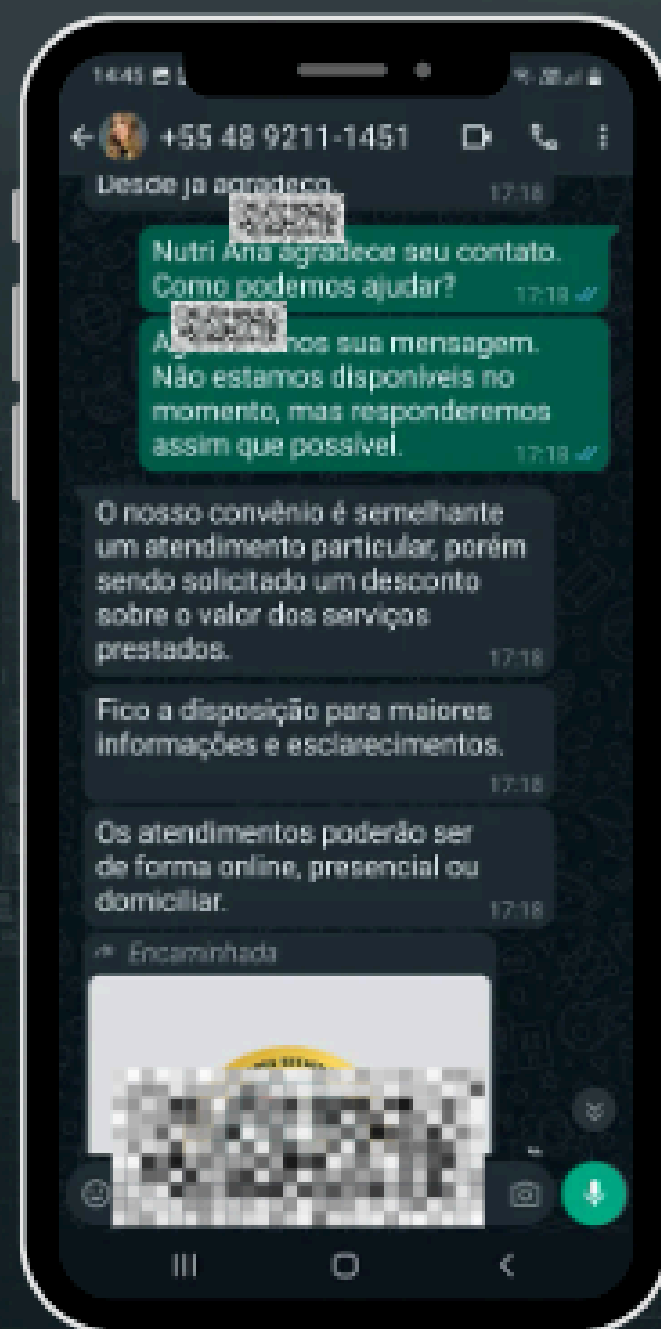 14:45
+55 48 9211-1451
Desde já agradeço.
17:18
Nutri Ana agradece seu contato.
Como podemos ajudar?
17:18
nos sua mensagem.
Não estamos disponíveis no
momento, mas responderemos
assim que possível.
17:18
O nosso convênio é semelhante
um atendimento particular, porém
sendo solicitado um desconto
sobre o valor dos serviços
prestados.
17:18
Fico a disposição para maiores
informações e esclarecimentos.
17:18
Os atendimentos poderão ser
de forma online, presencial ou
domiciliar.
17:18
Encaminhada